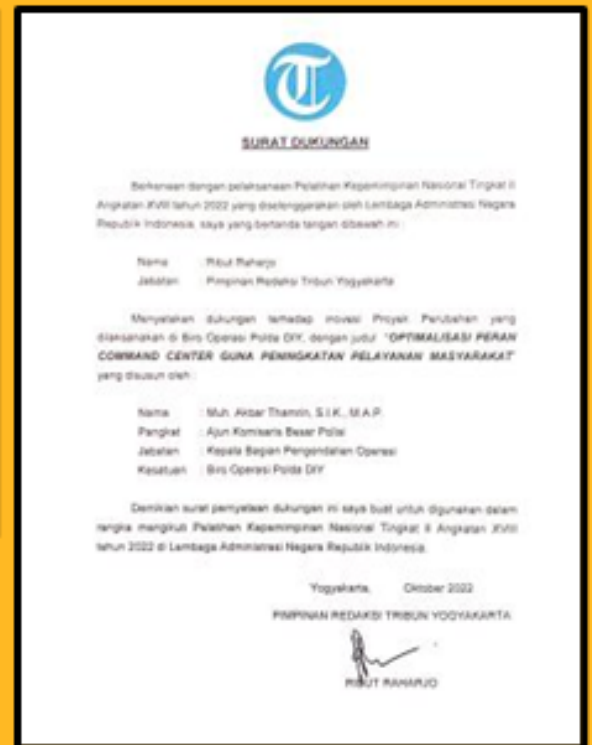 T
SURAT DUKUNGAN
Berkenaan dengan pelaksanaan Pelatihan Kepemimpinan Nasional Tingkat II
Angkatan XVIII tahun 2022 yang diselenggarakan oleh Lembaga Administrasi Negara
Republik Indonesia, saya yang bertanda tangan dibawah ini :
Nama : Ribut Raharjo
Jabatan : Pimpinan Redaksi Tribun Yogyakarta
Menyatakan dukungan terhadap inovasi Proyek Perubahan yang
dilaksanakan di Biro Operasi Polda DIY, dengan judul "OPTIMALISASI PERAN
COMMAND CENTER GUNA PENINGKATAN PELAYANAN MASYARAKAT"
yang disusun oleh :
Nama : Muh. Akbar Thamrin, S.I.K., M.A.P.
Pangkat : Ajun Komisaris Besar Polisi
Jabatan : Kepala Bagian Pengendalian Operasi
Kesatuan : Biro Operasi Polda DIY
Demikian surat pernyataan dukungan ini saya buat untuk digunakan dalam
rangka mengikuti Pelatihan Kepemimpinan Nasional Tingkat II Angkatan XVIII
tahun 2022 di Lembaga Administrasi Negara Republik Indonesia.
Yogyakarta, Oktober 2022
PIMPINAN REDAKSI TRIBUN YOGYAKARTA
RIBUT RAHARJO